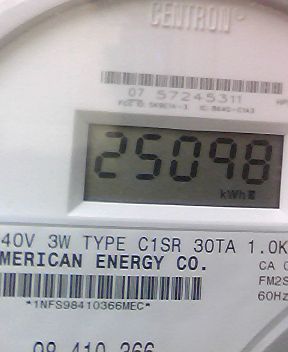 CENTRON®
07 57245311
25098
kWh
40V 3W TYPE C1SR 30TA 1.0K
MERICAN ENERGY CO.
CA
FM2S
60Hz
*1NFS98410366MEC*
98 410 366